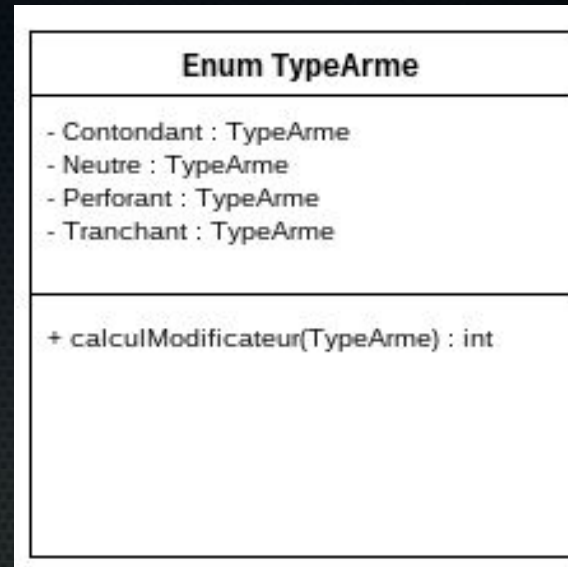 Enum TypeArme
- Contondant : TypeArme
- Neutre : TypeArme
- Perforant : TypeArme
- Tranchant : TypeArme
+ calculModificateur(TypeArme) : int